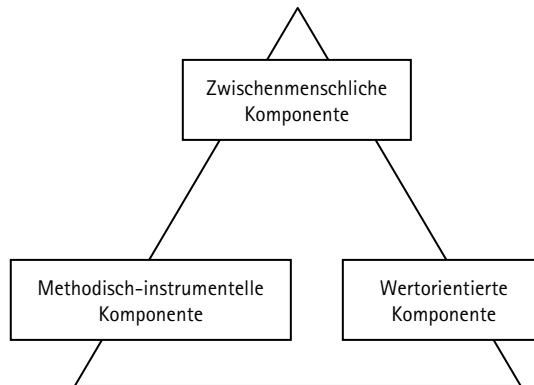 Zwischenmenschliche
Komponente
Methodisch-instrumentelle
Komponente
Wertorientierte
Komponente